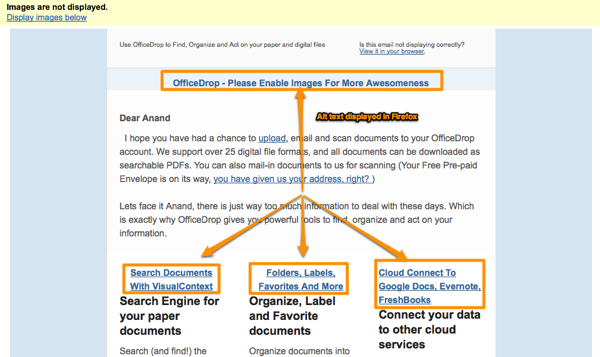 Images are not displayed.
Display images below
Use OfficeDrop to Find, Organize and Act on your paper and digital files
Is this email not displaying correctly?
View it in your browser.
OfficeDrop - Please Enable Images For More Awesomeness
Alt text displayed in Firefox
Dear Anand
I hope you have had a chance to upload, email and scan documents to your OfficeDrop
account. We support over 25 digital file formats, and all documents can be downloaded as
searchable PDFs. You can also mail-in documents to us for scanning (Your Free Pre-paid
Envelope is on its way, you have given us your address, right? )
Lets face it Anand, there is just way too much information to deal with these days. Which
is exactly why OfficeDrop gives you powerful tools to find, organize and act on your
information.
Search Documents
With VisualContext
Search Engine for
your paper
documents
Search (and find!) the
Folders, Labels,
Favorites And More
Organize, Label
and Favorite
documents
Organize documents into
Cloud Connect To
Google Docs, Evernote,
FreshBooks
Connect your data
to other cloud
services